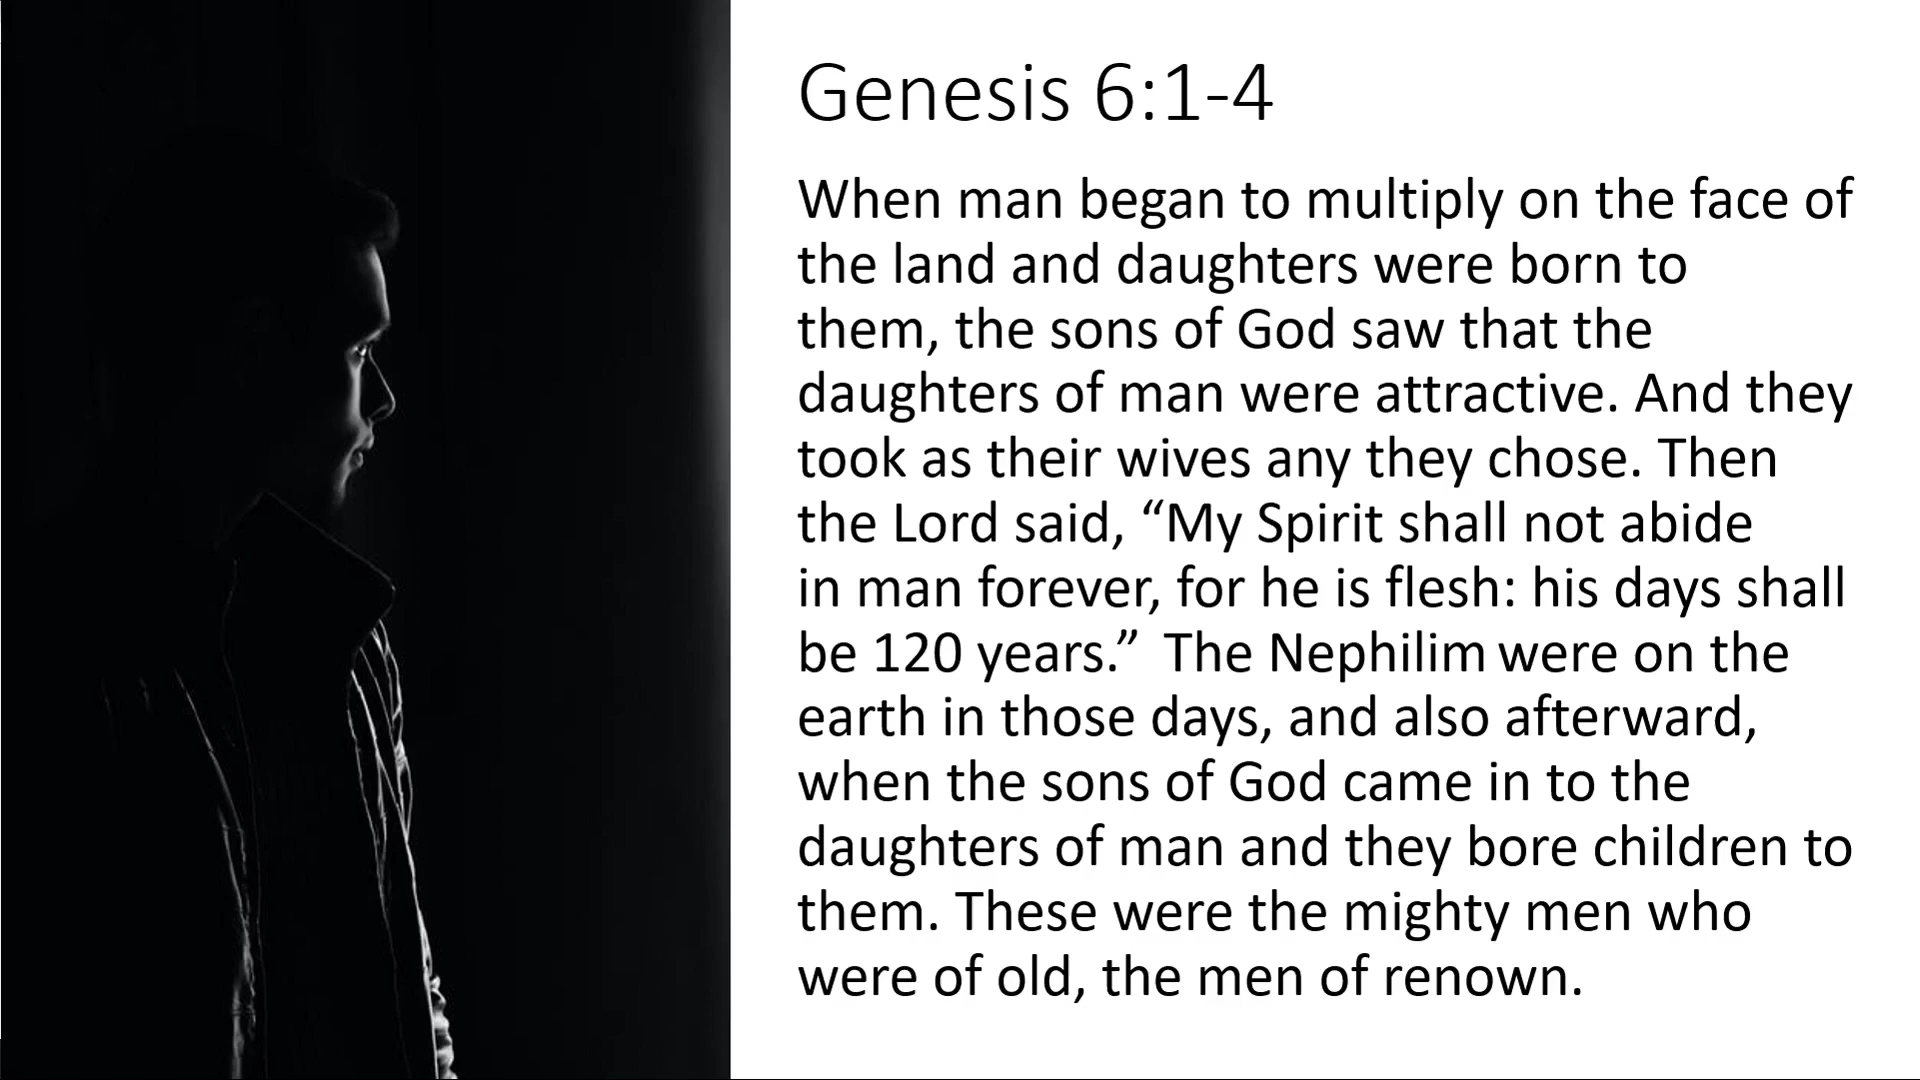 Genesis 6:1-4
When man began to multiply on the face of
the land and daughters were born to
them, the sons of God saw that the
daughters of man were attractive. And they
took as their wives any they chose. Then
the Lord said, “My Spirit shall not abide
in man forever, for he is flesh: his days shall
be 120 years.” The Nephilim were on the
earth in those days, and also afterward,
when the sons of God came in to the
daughters of man and they bore children to
them. These were the mighty men who
were of old, the men of renown.